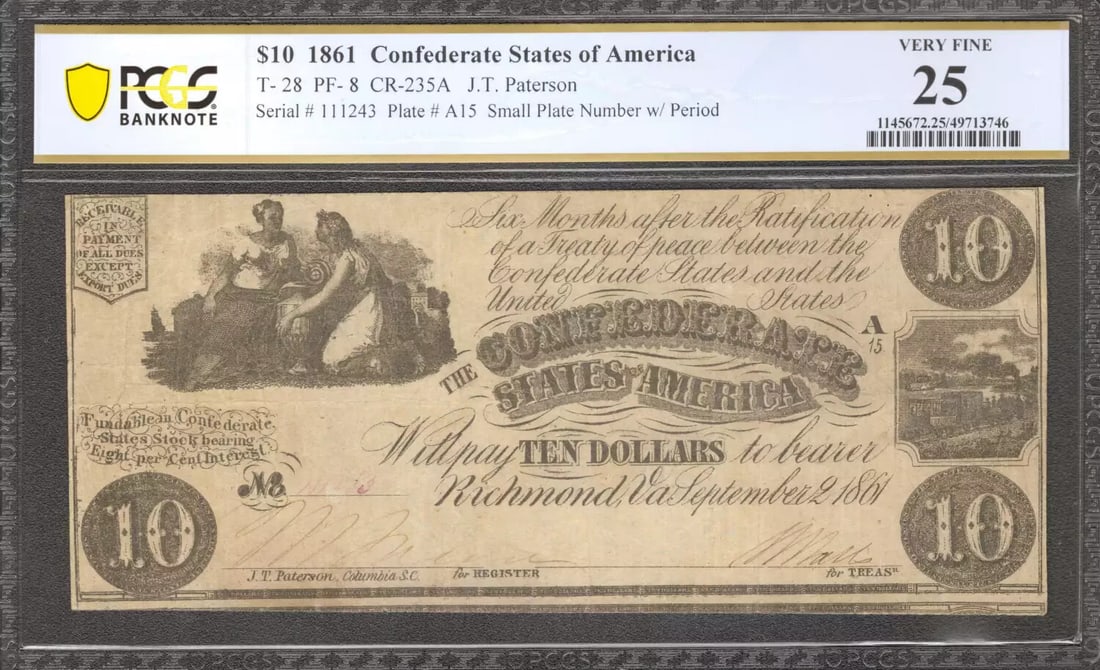 $10 1861 Confederate States of America
T- 28 PF- 8 CR-235A J.T. Paterson
Serial # 111243 Plate # A15 Small Plate Number w/ Period
PCGS
BANKNOTE
VERY FINE
25
1145672.25/49713746
RECEIVABLE
IN
PAYMENT
OF ALL DUES
EXCEPT
EXPORT DUES
Six Months after the Ratification
of a Treaty of peace between the
Confederate States and the
United States
10
A
15
THE CONFEDERATE
STATES OF AMERICA
Fundable in Confederate
States Stock bearing
Eight per Cent Interest
Will pay TEN DOLLARS to bearer
No
Richmond, Va September 2 1861
10
10
J.T. Paterson, Columbia S.C.
for REGISTER
for TREASR